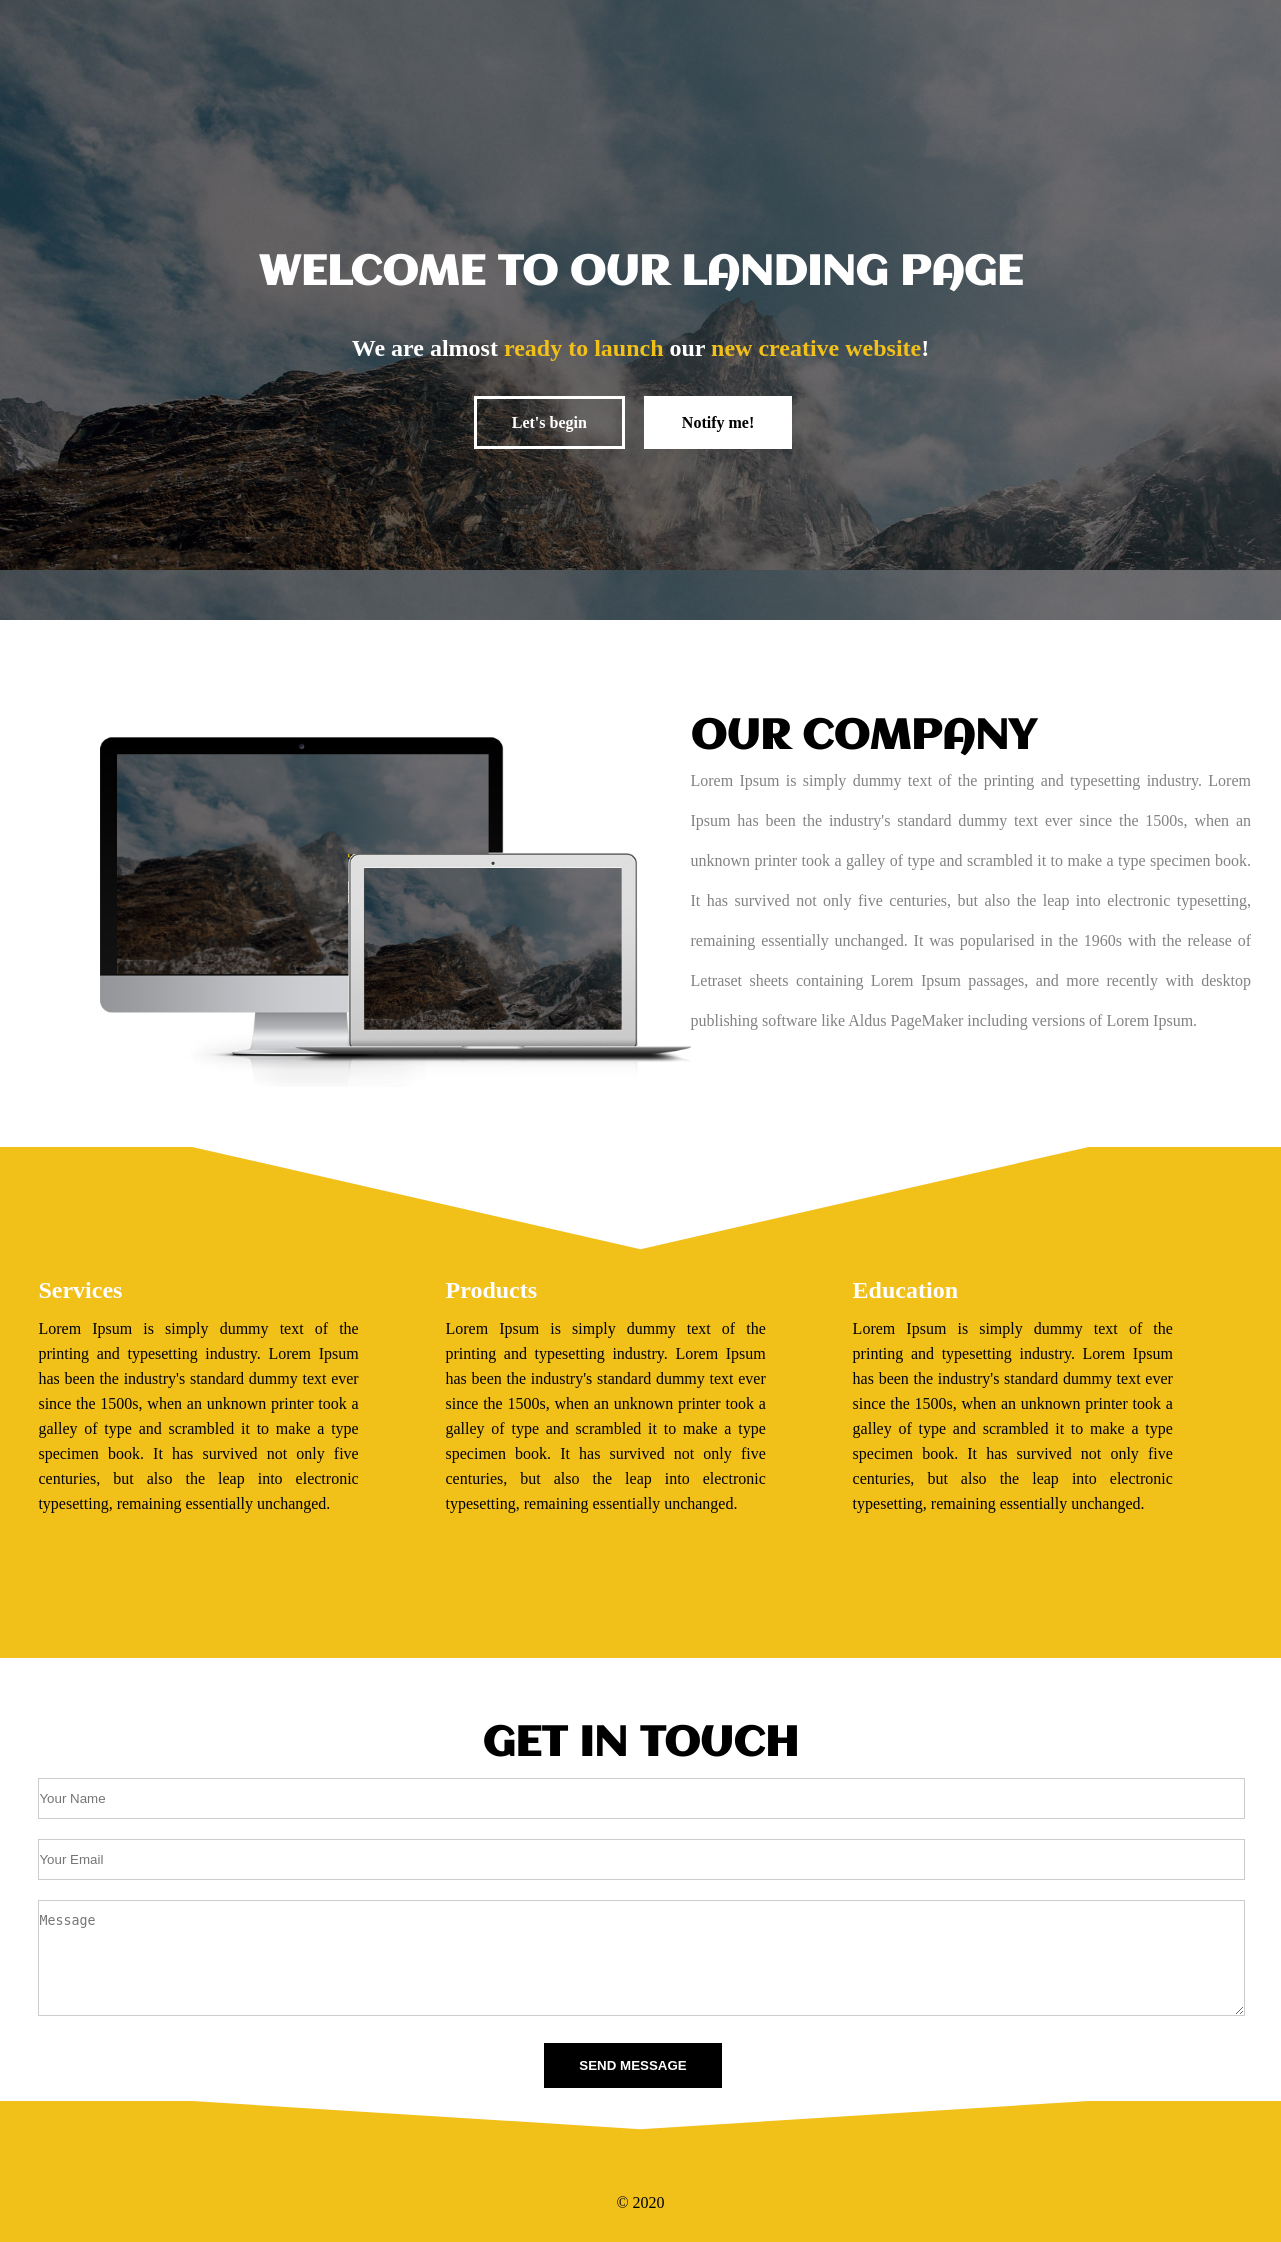 WELCOME TO OUR LANDING PAGE
We are almost ready to launch our new creative website!
Let's begin
Notify me!
OUR COMPANY
Lorem Ipsum is simply dummy text of the printing and typesetting industry. Lorem
Ipsum has been the industry's standard dummy text ever since the 1500s, when an
unknown printer took a galley of type and scrambled it to make a type specimen book.
It has survived not only five centuries, but also the leap into electronic typesetting,
remaining essentially unchanged. It was popularised in the 1960s with the release of
Letraset sheets containing Lorem Ipsum passages, and more recently with desktop
publishing software like Aldus PageMaker including versions of Lorem Ipsum.
Services
Lorem Ipsum is simply dummy text of the
printing and typesetting industry. Lorem Ipsum
has been the industry's standard dummy text ever
since the 1500s, when an unknown printer took a
galley of type and scrambled it to make a type
specimen book. It has survived not only five
centuries, but also the leap into electronic
typesetting, remaining essentially unchanged.
Products
Lorem Ipsum is simply dummy text of the
printing and typesetting industry. Lorem Ipsum
has been the industry's standard dummy text ever
since the 1500s, when an unknown printer took a
galley of type and scrambled it to make a type
specimen book. It has survived not only five
centuries, but also the leap into electronic
typesetting, remaining essentially unchanged.
Education
Lorem Ipsum is simply dummy text of the
printing and typesetting industry. Lorem Ipsum
has been the industry's standard dummy text ever
since the 1500s, when an unknown printer took a
galley of type and scrambled it to make a type
specimen book. It has survived not only five
centuries, but also the leap into electronic
typesetting, remaining essentially unchanged.
GET IN TOUCH
Your Name
Your Email
Message
SEND MESSAGE
© 2020